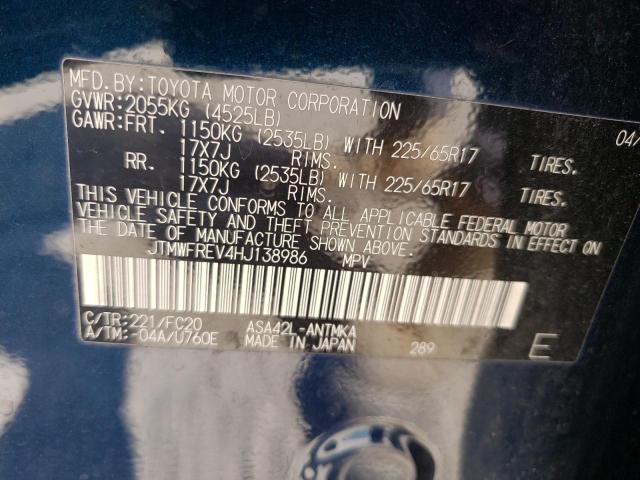 MFD.BY:TOYOTA MOTOR CORPORATION 04/
GVWR:2055KG (4525LB)
GAWR:FRT. 1150KG (2535LB) WITH 225/65R17 TIRES.
17X7J RIMS.
RR. 1150KG (2535LB) WITH 225/65R17 TIRES.
17X7J RIMS.
THIS VEHICLE CONFORMS TO ALL APPLICABLE FEDERAL MOTOR
VEHICLE SAFETY AND THEFT PREVENTION STANDARDS IN EFFECT ON
THE DATE OF MANUFACTURE SHOWN ABOVE.
JTMWFREV4HJ138986 MPV
C/TR:221/FC20 ASA42L-ANTMKA
A/TM:-04A/U760E MADE IN JAPAN 289 E